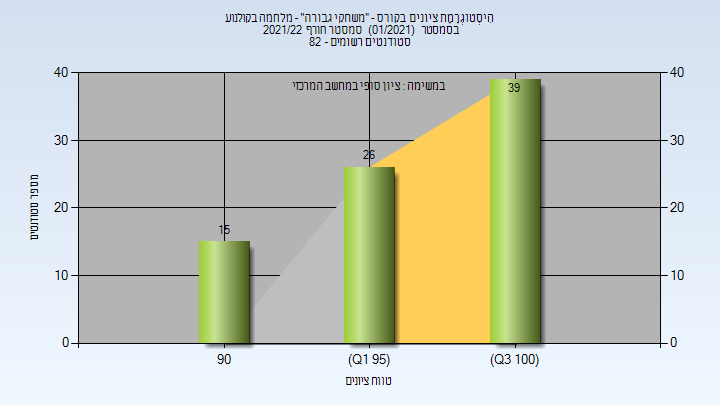 היסטוגרמת ציונים בקורס - "משחקי גבורה" - מלחמה בקולנוע
בסמסטר (01/2021) סמסטר חורף 2021/22
סטודנטים רשומים - 82
במשימה : ציון סופי במחשב המרכזי
40 40
30 30
20 20
10 10
0 0
מספר סטודנטים
15
26
39
90 (Q1 95) (Q3 100)
טווח ציונים